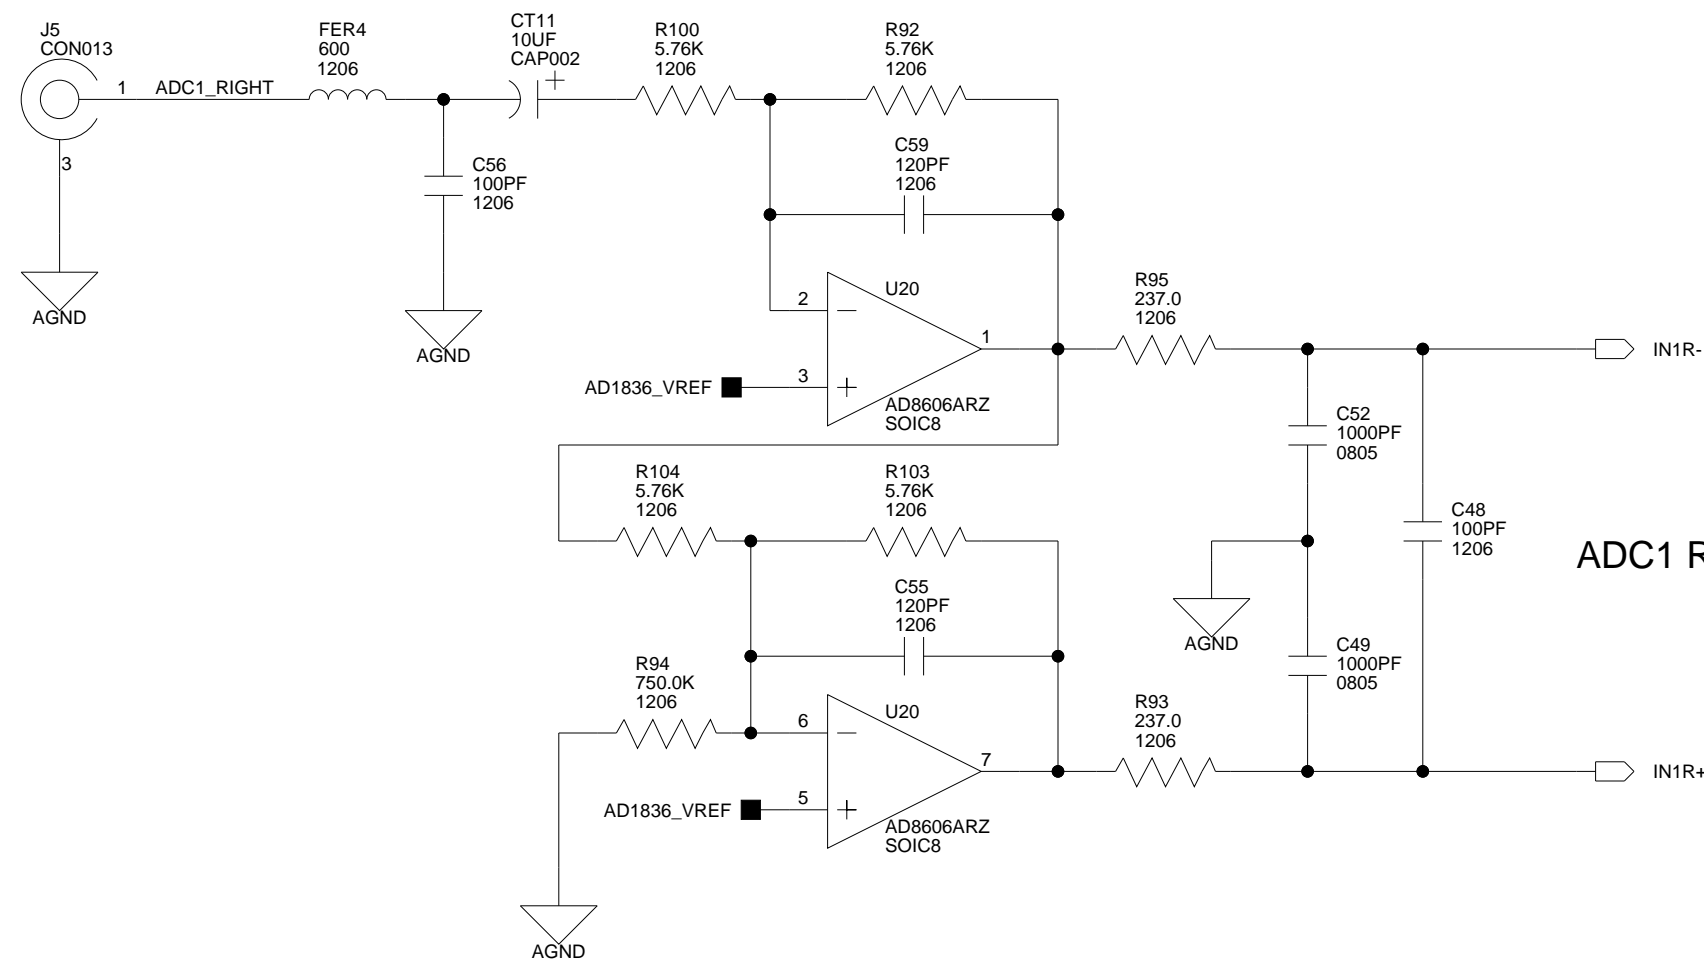 J5
CON013
1
ADC1_RIGHT
3
AGND
FER4
600
1206
C56
100PF
1206
AGND
CT11
10UF
CAP002
+
R100
5.76K
1206
R92
5.76K
1206
C59
120PF
1206
U20
2
1
AD1836_VREF
3
AD8606ARZ
SOIC8
R95
237.0
1206
IN1R-
C52
1000PF
0805
C48
100PF
1206
ADC1 R
R104
5.76K
1206
R103
5.76K
1206
C55
120PF
1206
AGND
C49
1000PF
0805
R94
750.0K
1206
U20
6
7
AD1836_VREF
5
AD8606ARZ
SOIC8
R93
237.0
1206
IN1R+
AGND